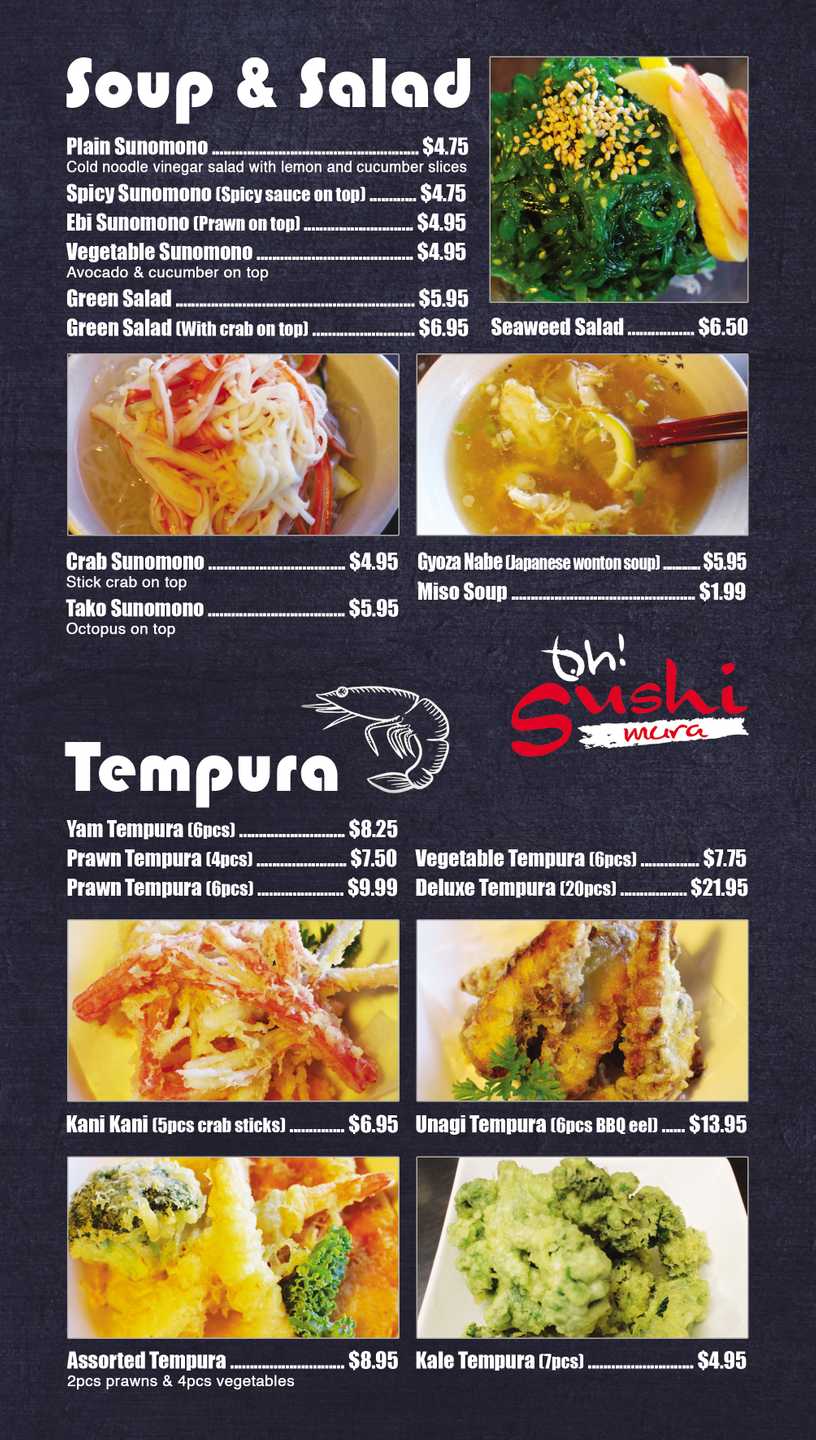 Soup & Salad
Plain Sunomono ..................................................... $4.75
Cold noodle vinegar salad with lemon and cucumber slices
Spicy Sunomono (Spicy sauce on top) ............ $4.75
Ebi Sunomono (Prawn on top) ............................ $4.95
Vegetable Sunomono ........................................ $4.95
Avocado & cucumber on top
Green Salad ............................................................. $5.95
Green Salad (With crab on top) .......................... $6.95
Seaweed Salad ................. $6.50
Crab Sunomono ................................... $4.95
Stick crab on top
Tako Sunomono ................................... $5.95
Octopus on top
Gyoza Nabe (Japanese wonton soup) ........... $5.95
Miso Soup ............................................... $1.99
Oh!
Sushi
mura
Tempura
Yam Tempura (6pcs) ........................... $8.25
Prawn Tempura (4pcs) ....................... $7.50
Prawn Tempura (6pcs) ...................... $9.99
Vegetable Tempura (6pcs) ............... $7.75
Deluxe Tempura (20pcs) ................. $21.95
Kani Kani (5pcs crab sticks) .............. $6.95
Unagi Tempura (6pcs BBQ eel) ...... $13.95
Assorted Tempura ............................. $8.95
2pcs prawns & 4pcs vegetables
Kale Tempura (7pcs) ........................... $4.95